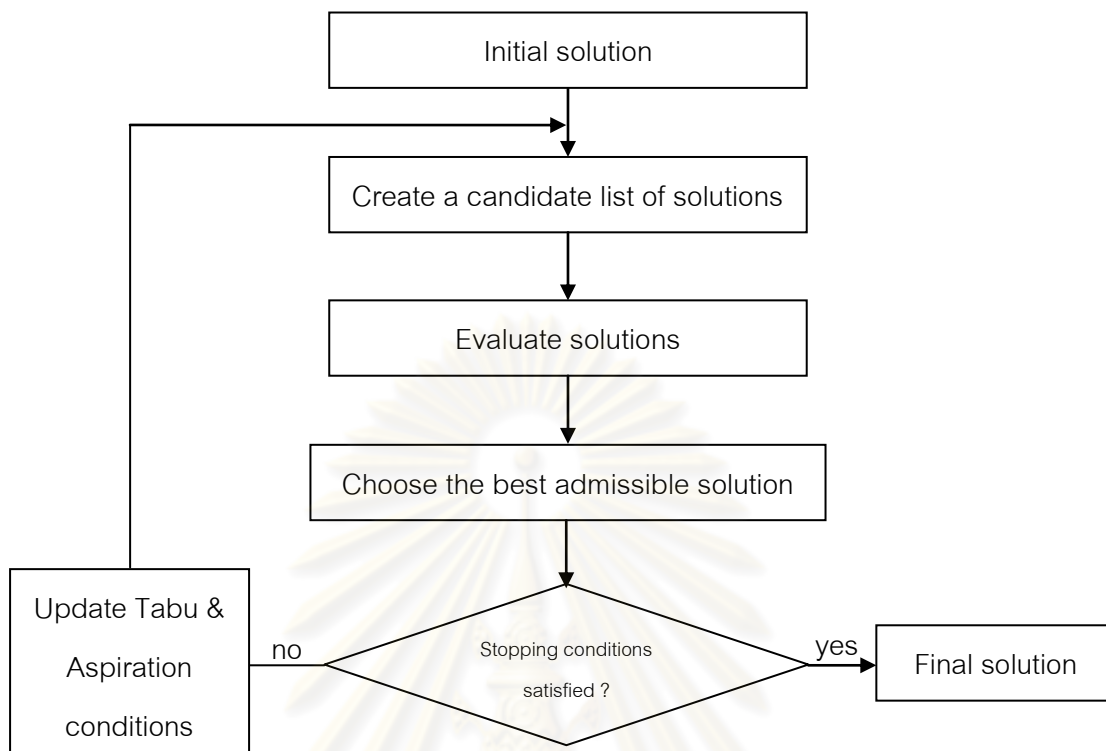 Initial solution
Create a candidate list of solutions
Evaluate solutions
Choose the best admissible solution
Update Tabu &
Aspiration
conditions
no
Stopping conditions
satisfied ?
yes
Final solution